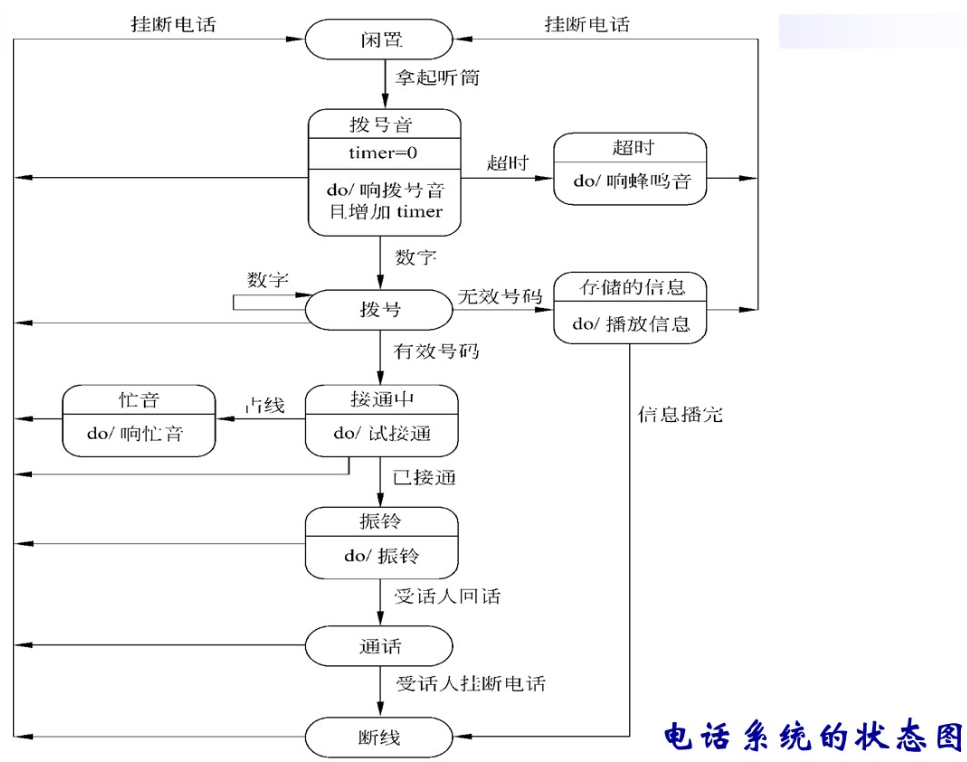 挂断电话
闲置
挂断电话
拿起听筒
拨号音
timer=0
do/ 响拨号音
且增加 timer
超时
超时
do/ 响蜂鸣音
数字
数字
拨号
无效号码
存储的信息
do/ 播放信息
有效号码
忙音
do/ 响忙音
占线
接通中
do/ 试接通
信息播完
已接通
振铃
do/ 振铃
受话人回话
通话
受话人挂断电话
断线
电话系统的状态图